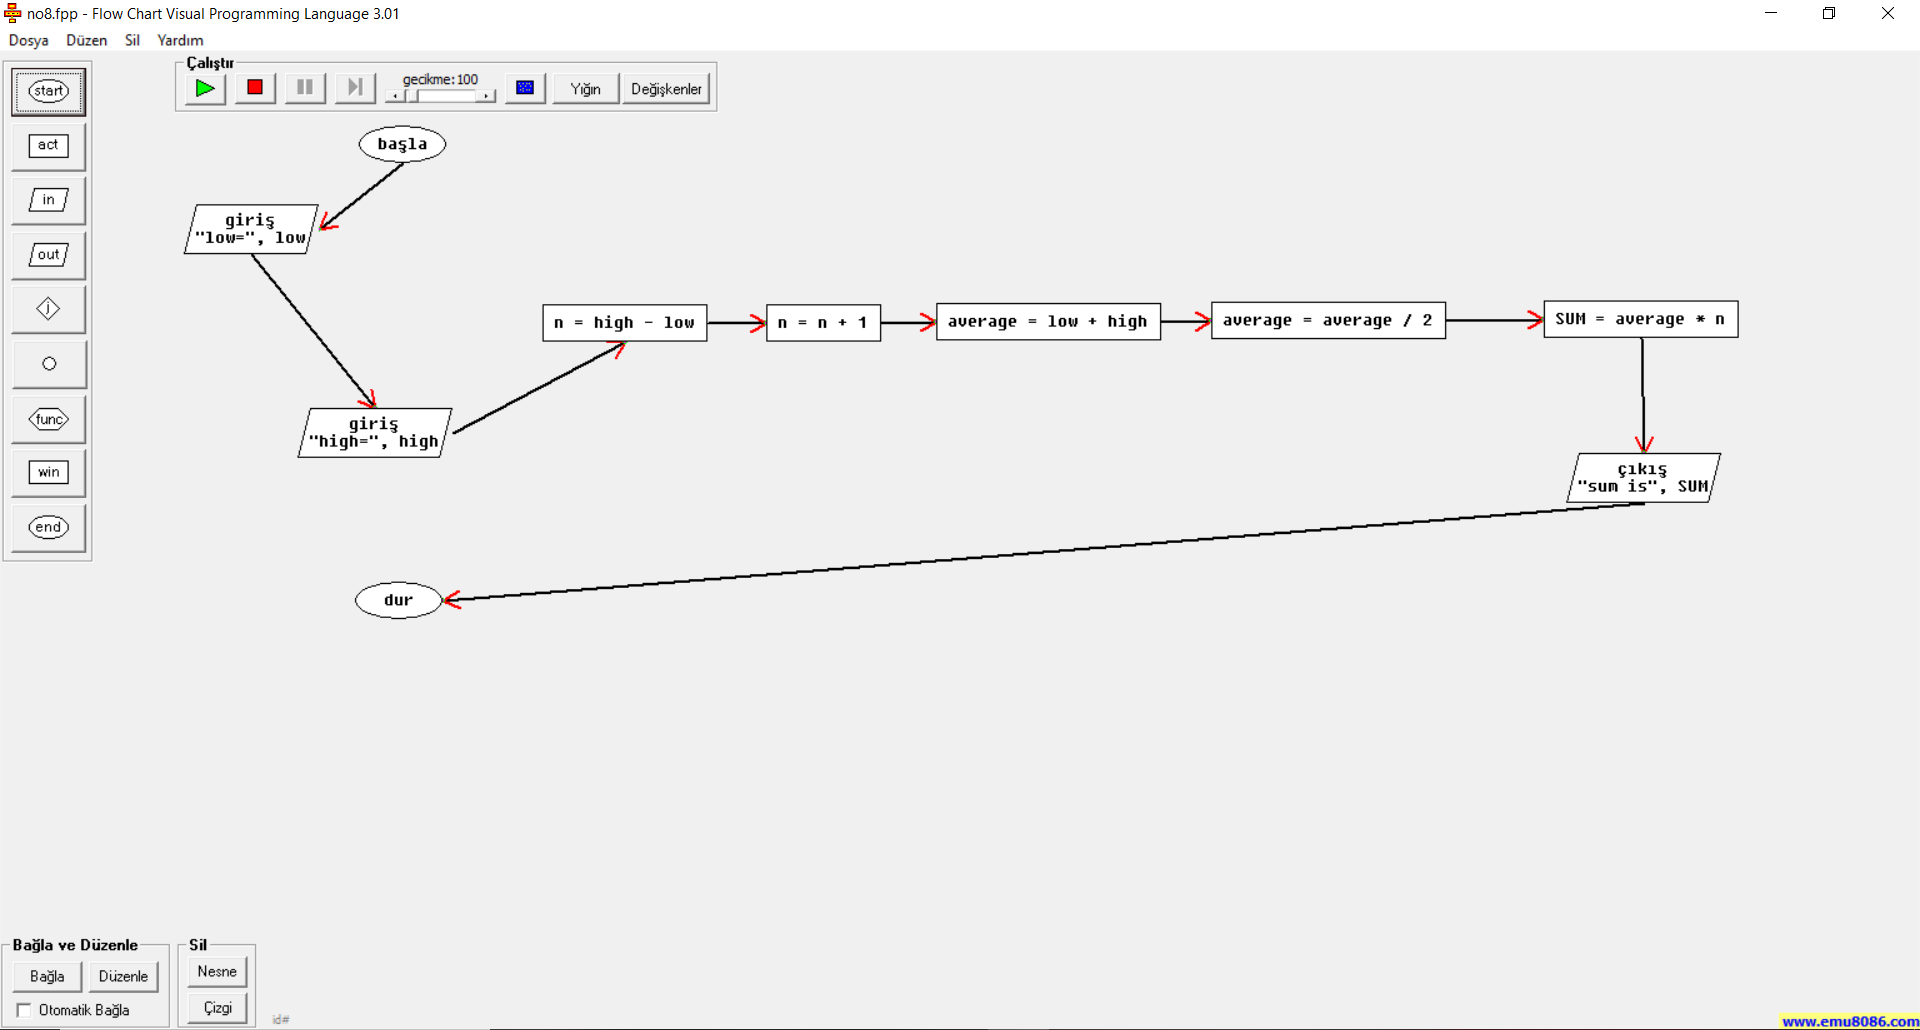 no8.fpp - Flow Chart Visual Programming Language 3.01
Dosya Düzen Sil Yardım
Çalıştır
gecikme:100
Yığın
Değişkenler
start
act
in
out
j
func
win
end
başla
giriş
"low=", low
giriş
"high=", high
n = high - low
n = n + 1
average = low + high
average = average / 2
SUM = average * n
çıkış
"sum is", SUM
dur
Bağla ve Düzenle
Bağla
Düzenle
Otomatik Bağla
Sil
Nesne
Çizgi
id#
www.emu8086.com